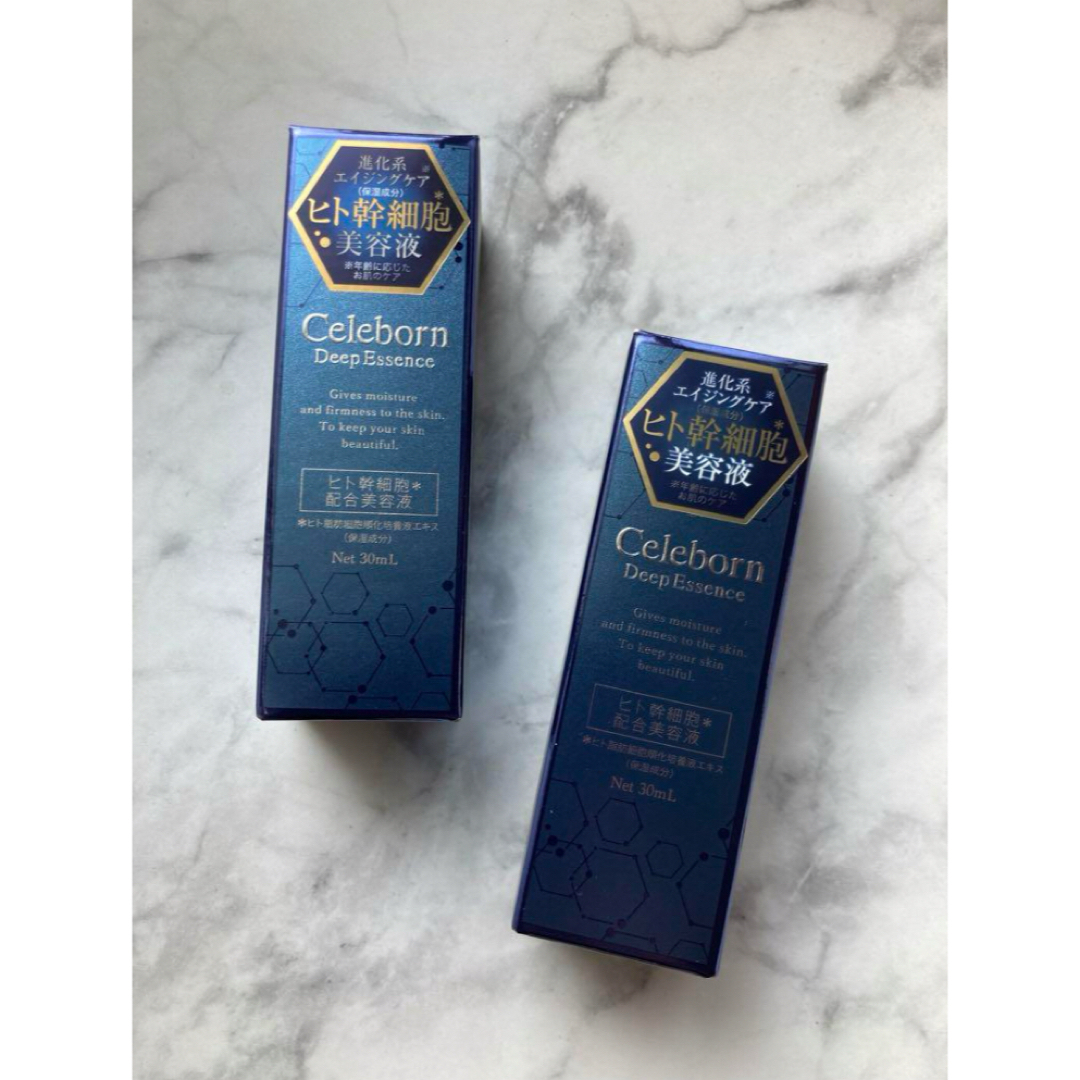 進化系
エイジングケア※
(保湿成分)
ヒト幹細胞*
美容液
※年齢に応じた
お肌のケア
Celeborn
Deep Essence
Gives moisture
and firmness to the skin.
To keep your skin
beautiful.
ヒト幹細胞*
配合美容液
*ヒト脂肪細胞順化培養液エキス
(保湿成分)
Net 30mL
進化系
エイジングケア※
(保湿成分)
ヒト幹細胞*
美容液
※年齢に応じた
お肌のケア
Celeborn
Deep Essence
Gives moisture
and firmness to the skin.
To keep your skin
beautiful.
ヒト幹細胞*
配合美容液
*ヒト脂肪細胞順化培養液エキス
(保湿成分)
Net 30mL